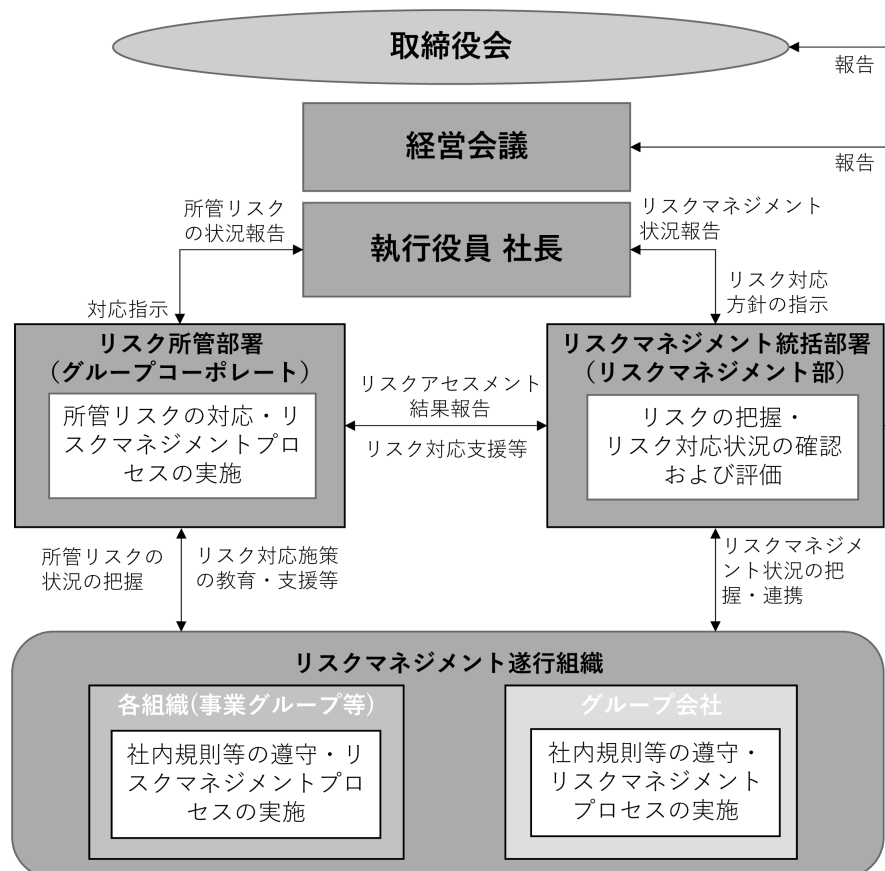 取締役会
報告
経営会議
報告
所管リスク
の状況報告
執行役員 社長
リスクマネジメント
状況報告
対応指示
リスク対応
方針の指示
リスク所管部署
（グループコーポレート）
所管リスクの対応・リ
スクマネジメントプロ
セスの実施
リスクアセスメント
結果報告
リスク対応支援等
リスクマネジメント統括部署
（リスクマネジメント部）
リスクの把握・
リスク対応状況の確認
および評価
所管リスクの
状況の把握
リスク対応施策
の教育・支援等
リスクマネジメ
ント状況の把
握・連携
リスクマネジメント遂行組織
各組織(事業グループ等)
社内規則等の遵守・リ
スクマネジメントプロ
セスの実施
グループ会社
社内規則等の遵守・
リスクマネジメント
プロセスの実施